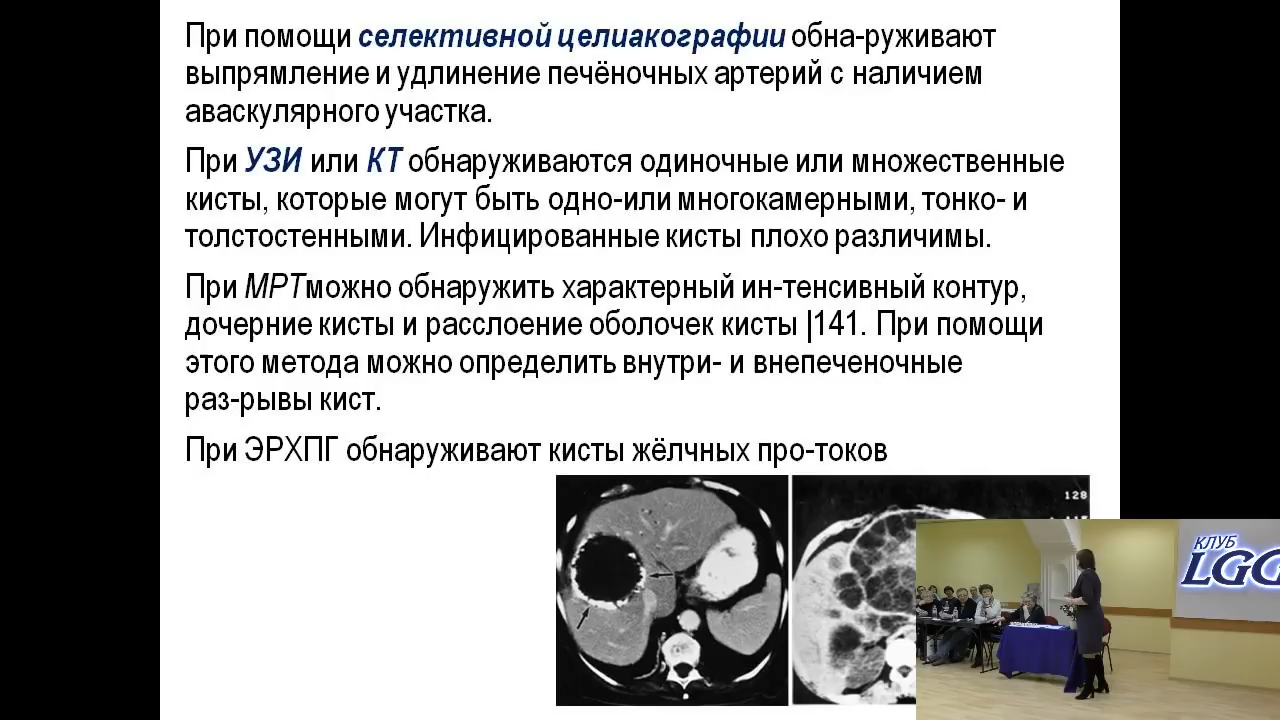 При помощи селективной целиакографии обна-руживают
выпрямление и удлинение печёночных артерий с наличием
аваскулярного участка.
При УЗИ или КТ обнаруживаются одиночные или множественные
кисты, которые могут быть одно-или многокамерными, тонко- и
толстостенными. Инфицированные кисты плохо различимы.
При МРТможно обнаружить характерный ин-тенсивный контур,
дочерние кисты и расслоение оболочек кисты |141. При помощи
этого метода можно определить внутри- и внепеченочные
раз-рывы кист.
При ЭРХПГ обнаруживают кисты жёлчных про-токов
128
КЛУБ
LGG